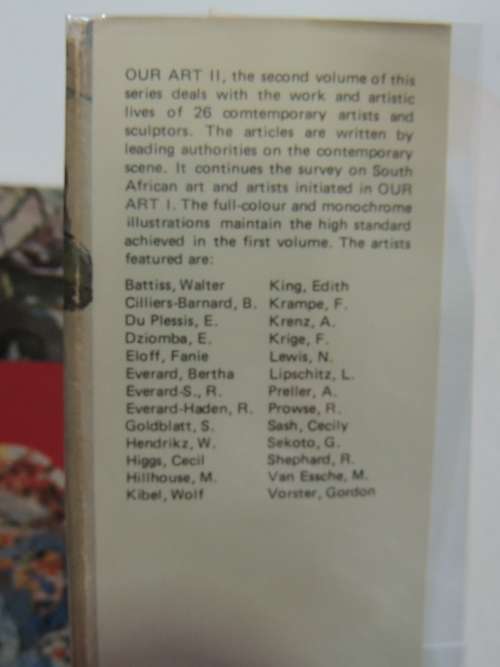 OUR ART II, the second volume of this
series deals with the work and artistic
lives of 26 comtemporary artists and
sculptors. The articles are written by
leading authorities on the contemporary
scene. It continues the survey on South
African art and artists initiated in OUR
ART I. The full-colour and monochrome
illustrations maintain the high standard
achieved in the first volume. The artists
featured are:
Battiss, Walter
Cilliers-Barnard, B.
Du Plessis, E.
Dziomba, E.
Eloff, Fanie
Everard, Bertha
Everard-S., R.
Everard-Haden, R.
Goldblatt, S.
Hendrikz, W.
Higgs, Cecil
Hillhouse, M.
Kibel, Wolf
King, Edith
Krampe, F.
Krenz, A.
Krige, F.
Lewis, N.
Lipschitz, L.
Preller, A.
Prowse, R.
Sash, Cecily
Sekoto, G.
Shephard, R.
Van Essche, M.
Vorster, Gordon